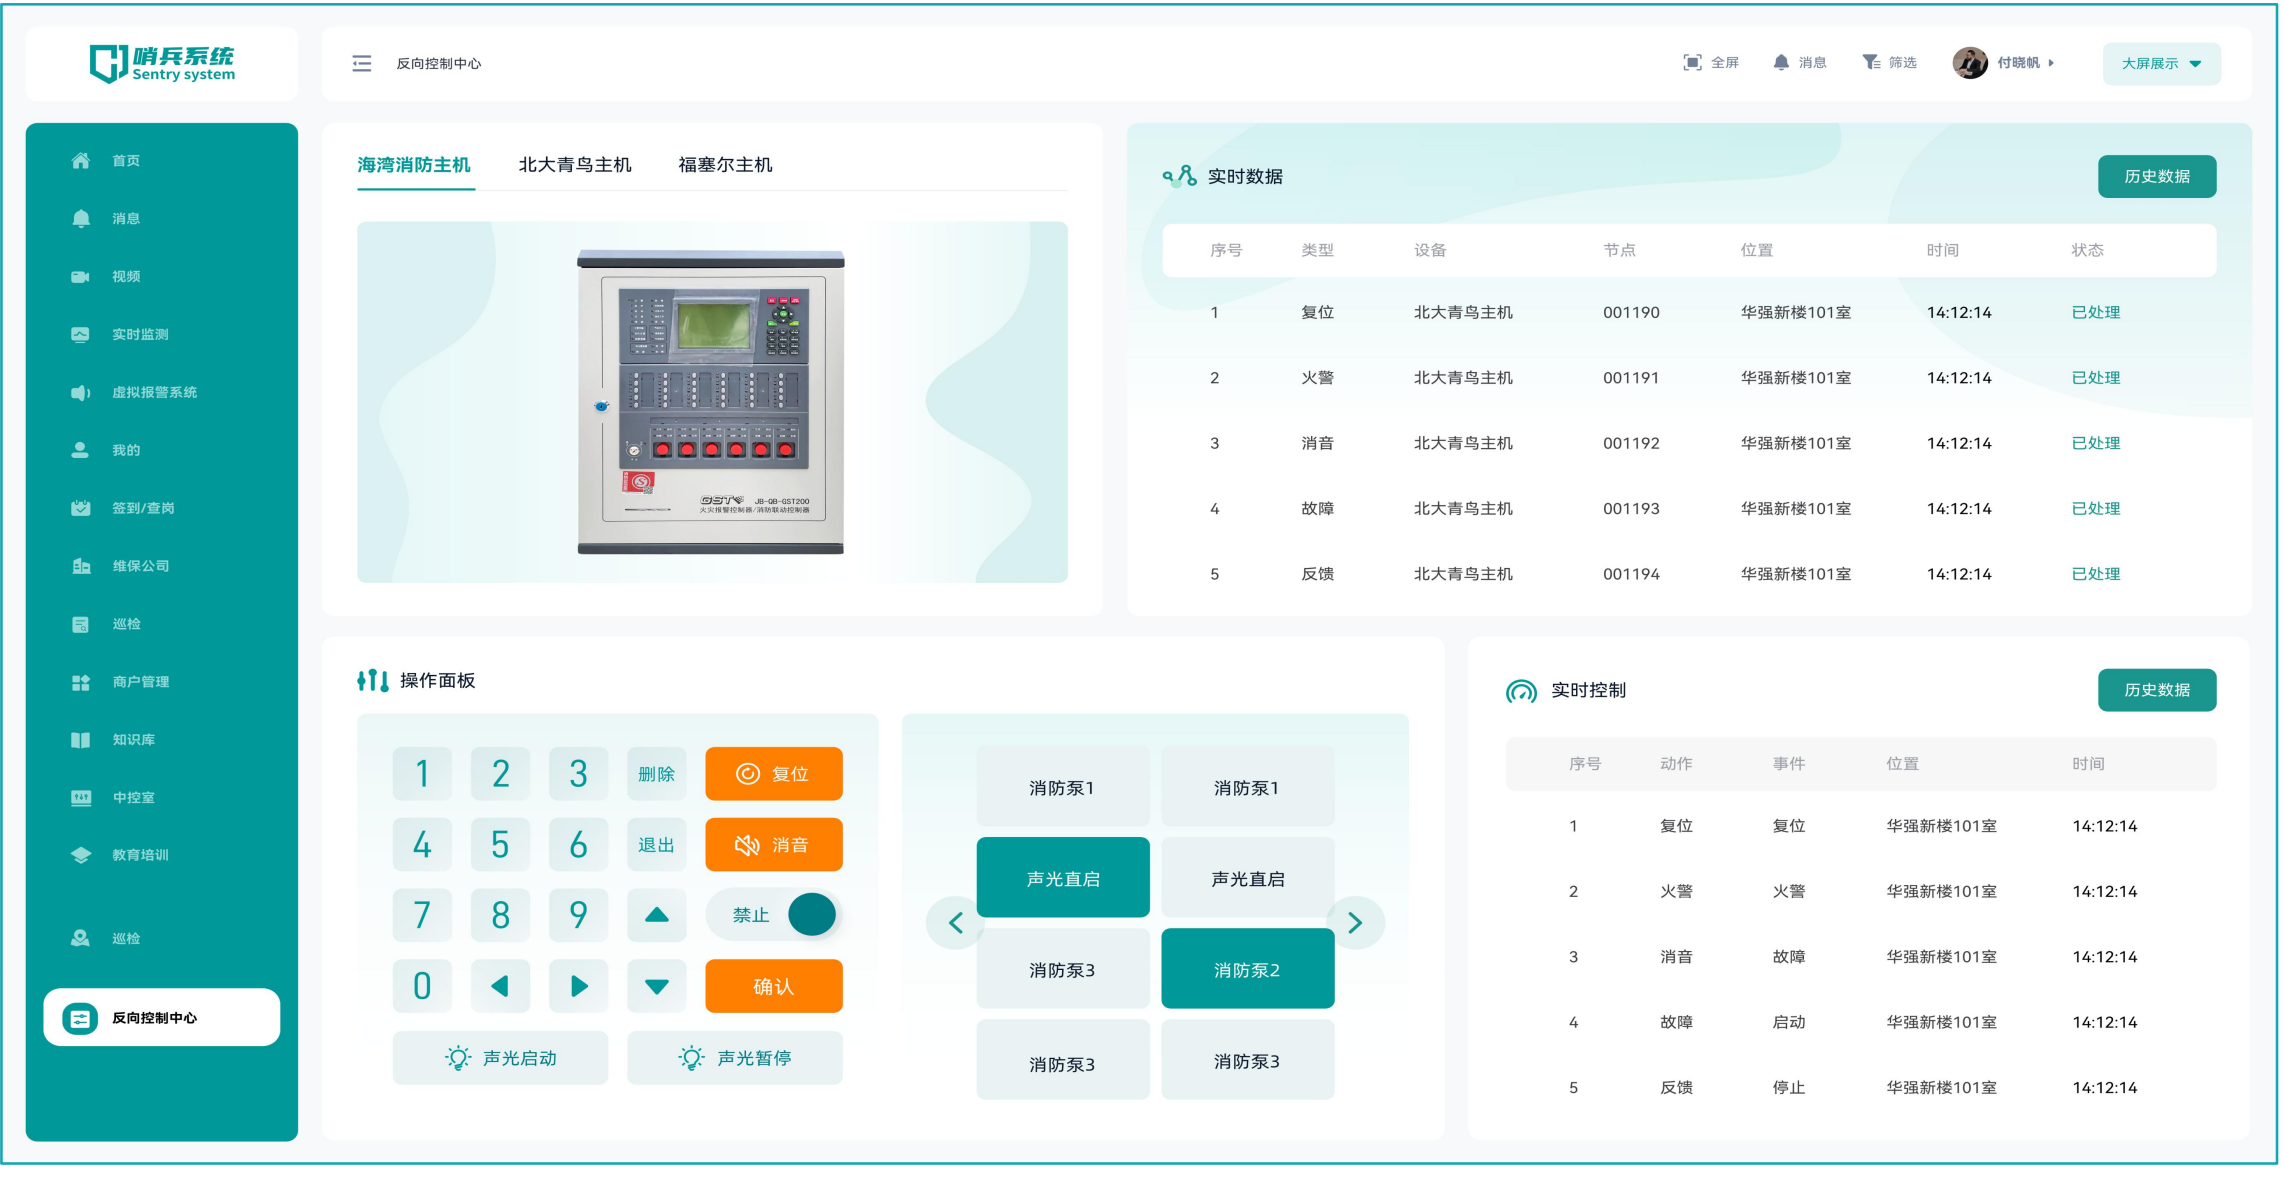 哨兵系统
Sentry system
反向控制中心
全屏 消息 筛选 付晓帆 大屏展示
首页
消息
视频
实时监测
虚拟报警系统
我的
签到/查岗
维保公司
巡检
商户管理
知识库
中控室
教育培训
巡检
反向控制中心
海湾消防主机 北大青鸟主机 福塞尔主机
GST JB-QB-GST200
火灾报警控制器/消防联动控制器
实时数据 历史数据
序号 类型 设备 节点 位置 时间 状态
1 复位 北大青鸟主机 001190 华强新楼101室 14:12:14 已处理
2 火警 北大青鸟主机 001191 华强新楼101室 14:12:14 已处理
3 消音 北大青鸟主机 001192 华强新楼101室 14:12:14 已处理
4 故障 北大青鸟主机 001193 华强新楼101室 14:12:14 已处理
5 反馈 北大青鸟主机 001194 华强新楼101室 14:12:14 已处理
操作面板
1 2 3 删除 复位
4 5 6 退出 消音
7 8 9 禁止
0 确认
声光启动 声光暂停
消防泵1 消防泵1
声光直启 声光直启
消防泵3 消防泵2
消防泵3 消防泵3
实时控制 历史数据
序号 动作 事件 位置 时间
1 复位 复位 华强新楼101室 14:12:14
2 火警 火警 华强新楼101室 14:12:14
3 消音 故障 华强新楼101室 14:12:14
4 故障 启动 华强新楼101室 14:12:14
5 反馈 停止 华强新楼101室 14:12:14